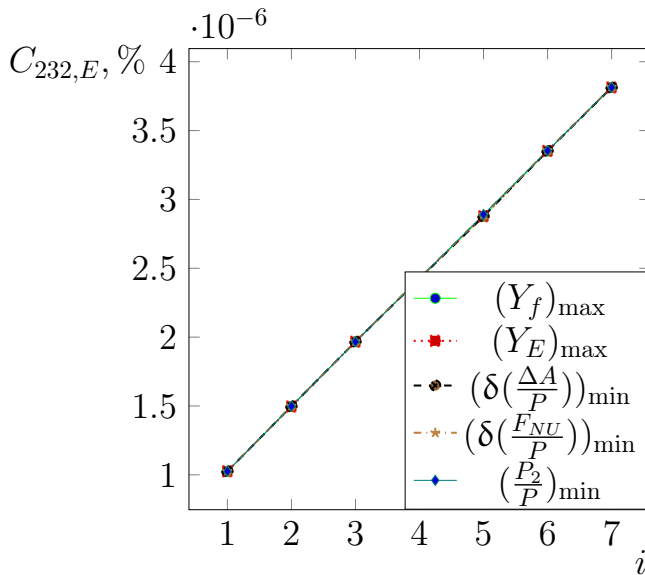 ·10⁻⁶
C₂₃₂,E, %
4
3.5
3
2.5
2
1.5
1
(Y_f)max
(Y_E)max
(δ(ΔA/P))min
(δ(F_NU/P))min
(P₂/P)min
1 2 3 4 5 6 7
i